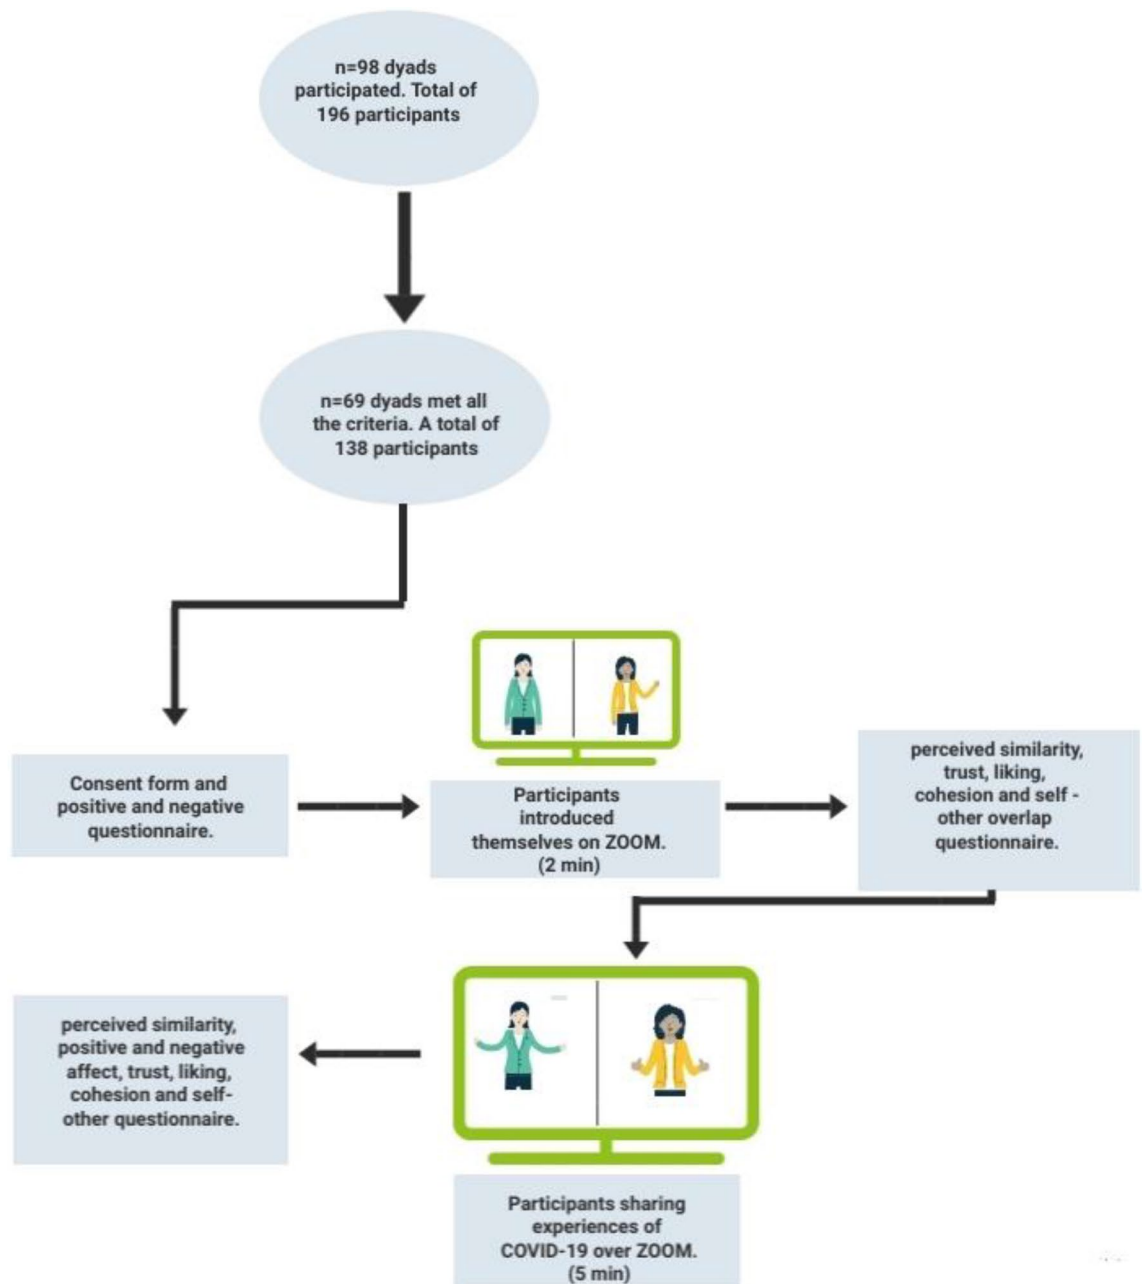 n=98 dyads
participated. Total of
196 participants
n=69 dyads met all
the criteria. A total of
138 participants
Consent form and
positive and negative
questionnaire.
Participants
introduced
themselves on ZOOM.
(2 min)
perceived similarity,
trust, liking,
cohesion and self -
other overlap
questionnaire.
Participants sharing
experiences of
COVID-19 over ZOOM.
(5 min)
perceived similarity,
positive and negative
affect, trust, liking,
cohesion and self-
other questionnaire.